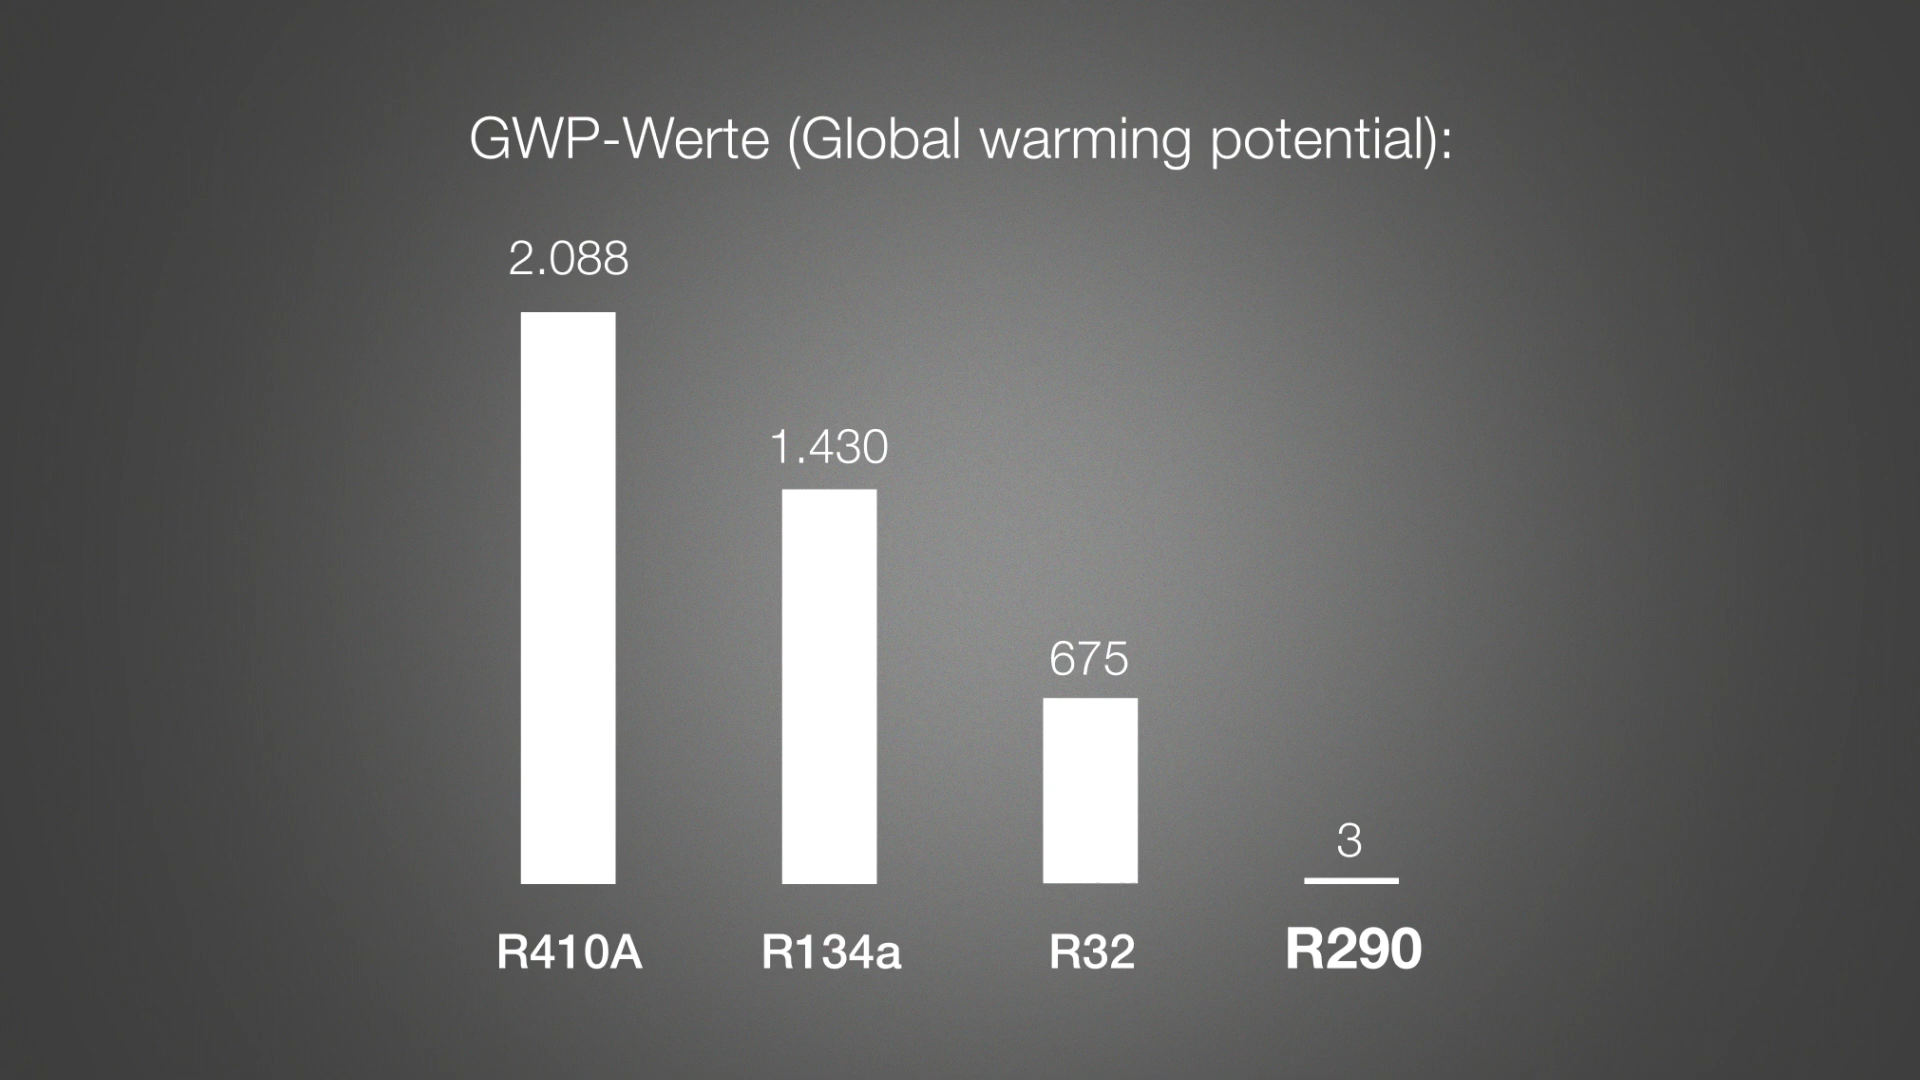 GWP-Werte (Global warming potential):
2.088
1.430
675
3
R410A R134a R32 R290